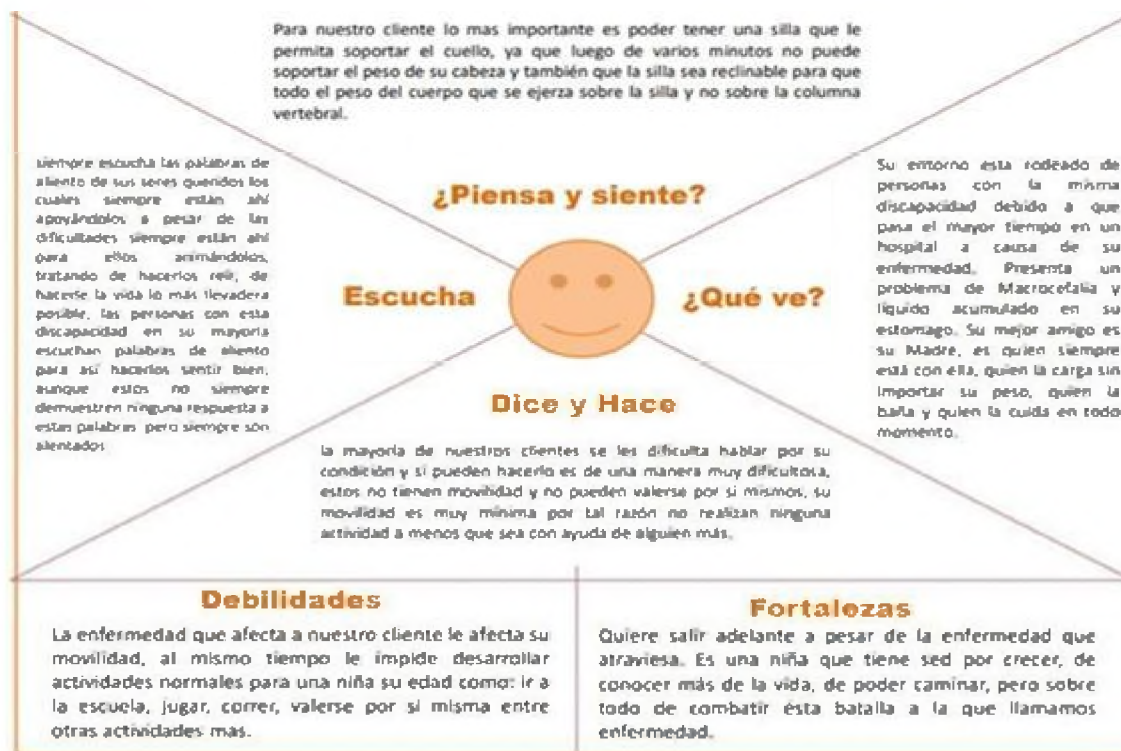 Para nuestro cliente lo mas importante es poder tener una silla que le
permita soportar el cuello, ya que luego de varios minutos no puede
soportar el peso de su cabeza y también que la silla sea reclinable para que
todo el peso del cuerpo que se ejerza sobre la silla y no sobre la columna
vertebral.
¿Piensa y siente?
siempre escucha las palabras de
aliento de sus seres queridos los
cuales siempre están ahí
apoyándolos a pesar de las
dificultades siempre están ahí
para ellos animándolos,
tratando de hacerlos reír, de
hacerle la vida lo más llevadera
posible, las personas con esta
discapacidad en su mayoría
escuchan palabras de aliento
para así hacerlos sentir bien,
aunque estos no siempre
demuestren ninguna respuesta a
estas palabras pero siempre son
alentados
Escucha
¿Qué ve?
Su entorno esta rodeado de
personas con la misma
discapacidad debido a que
pasa el mayor tiempo en un
hospital a causa de su
enfermedad. Presenta un
problema de Macrocefalia y
líquido acumulado en su
estomago. Su mejor amigo es
su Madre, es quien siempre
está con ella, quien la carga sin
importar su peso, quien la
baña y quien la cuida en todo
momento.
Dice y Hace
la mayoría de nuestros clientes se les dificulta hablar por su
condición y si pueden hacerlo es de una manera muy dificultosa,
estos no tienen movilidad y no pueden valerse por si mismos, su
movilidad es muy mínima por tal razón no realizan ninguna
actividad a menos que sea con ayuda de alguien más.
Debilidades
La enfermedad que afecta a nuestro cliente le afecta su
movilidad, al mismo tiempo le impide desarrollar
actividades normales para una niña su edad como: ir a
la escuela, jugar, correr, valerse por si misma entre
otras actividades mas.
Fortalezas
Quiere salir adelante a pesar de la enfermedad que
atraviesa. Es una niña que tiene sed por crecer, de
conocer más de la vida, de poder caminar, pero sobre
todo de combatir ésta batalla a la que llamamos
enfermedad.